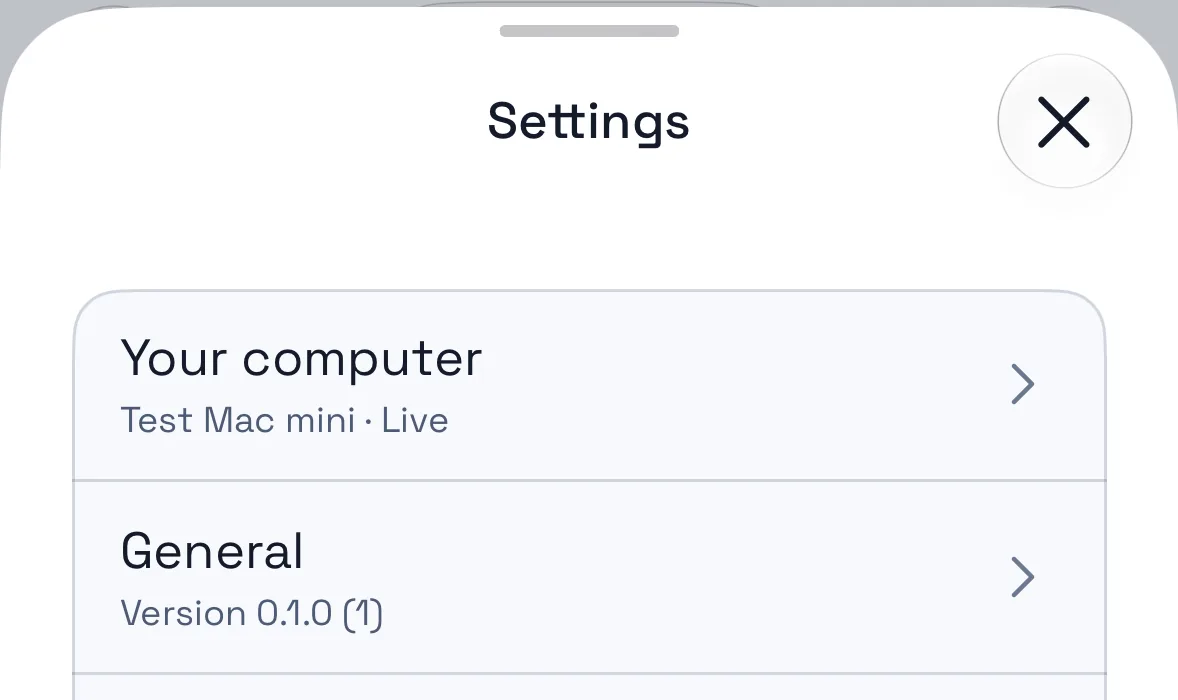 Settings
Your computer
Test Mac mini · Live
General
Version 0.1.0 (1)